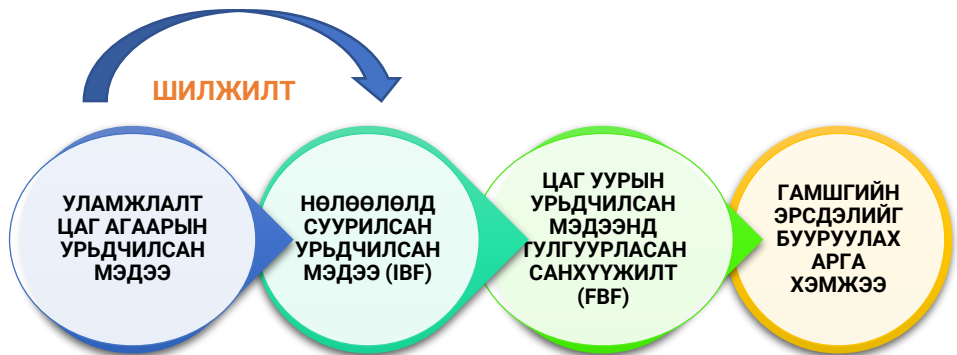 ШИЛЖИЛТ
УЛАМЖЛАЛТ
ЦАГ АГААРЫН
УРЬДЧИЛСАН
МЭДЭЭ
НӨЛӨӨЛӨЛД
СУУРИЛСАН
УРЬДЧИЛСАН
МЭДЭЭ (IBF)
ЦАГ УУРЫН
УРЬДЧИЛСАН
МЭДЭЭНД
ТУЛГУУРЛАСАН
САНХҮҮЖИЛТ
(FBF)
ГАМШГИЙН
ЭРСДЭЛИЙГ
БУУРУУЛАХ
АРГА
ХЭМЖЭЭ